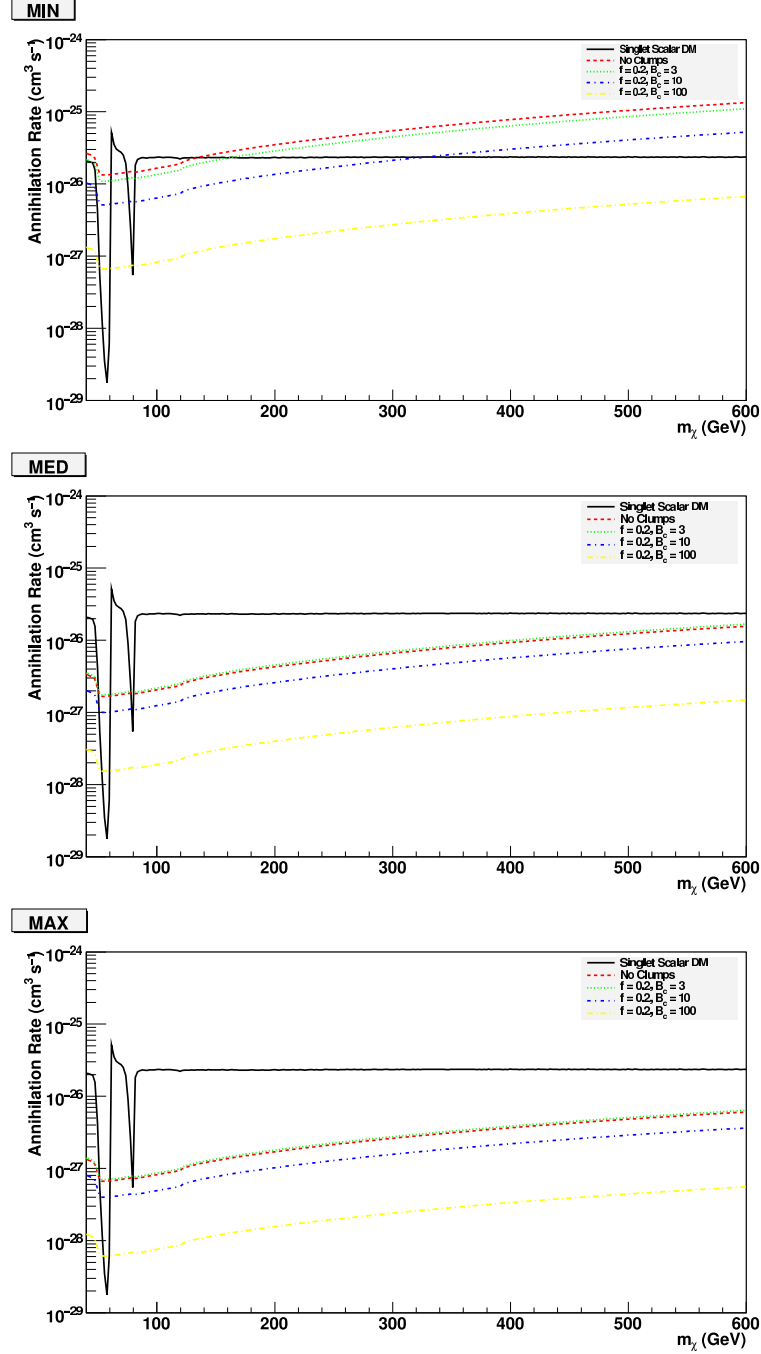 MIN
10⁻²⁴
10⁻²⁵
10⁻²⁶
10⁻²⁷
10⁻²⁸
10⁻²⁹
Annihilation Rate (cm³ s⁻¹)
Singlet Scalar DM
No Clumps
f = 0.2, B_c = 3
f = 0.2, B_c = 10
f = 0.2, B_c = 100
100 200 300 400 500 600
m_χ (GeV)
MED
10⁻²⁴
10⁻²⁵
10⁻²⁶
10⁻²⁷
10⁻²⁸
10⁻²⁹
Annihilation Rate (cm³ s⁻¹)
Singlet Scalar DM
No Clumps
f = 0.2, B_c = 3
f = 0.2, B_c = 10
f = 0.2, B_c = 100
100 200 300 400 500 600
m_χ (GeV)
MAX
10⁻²⁴
10⁻²⁵
10⁻²⁶
10⁻²⁷
10⁻²⁸
10⁻²⁹
Annihilation Rate (cm³ s⁻¹)
Singlet Scalar DM
No Clumps
f = 0.2, B_c = 3
f = 0.2, B_c = 10
f = 0.2, B_c = 100
100 200 300 400 500 600
m_χ (GeV)